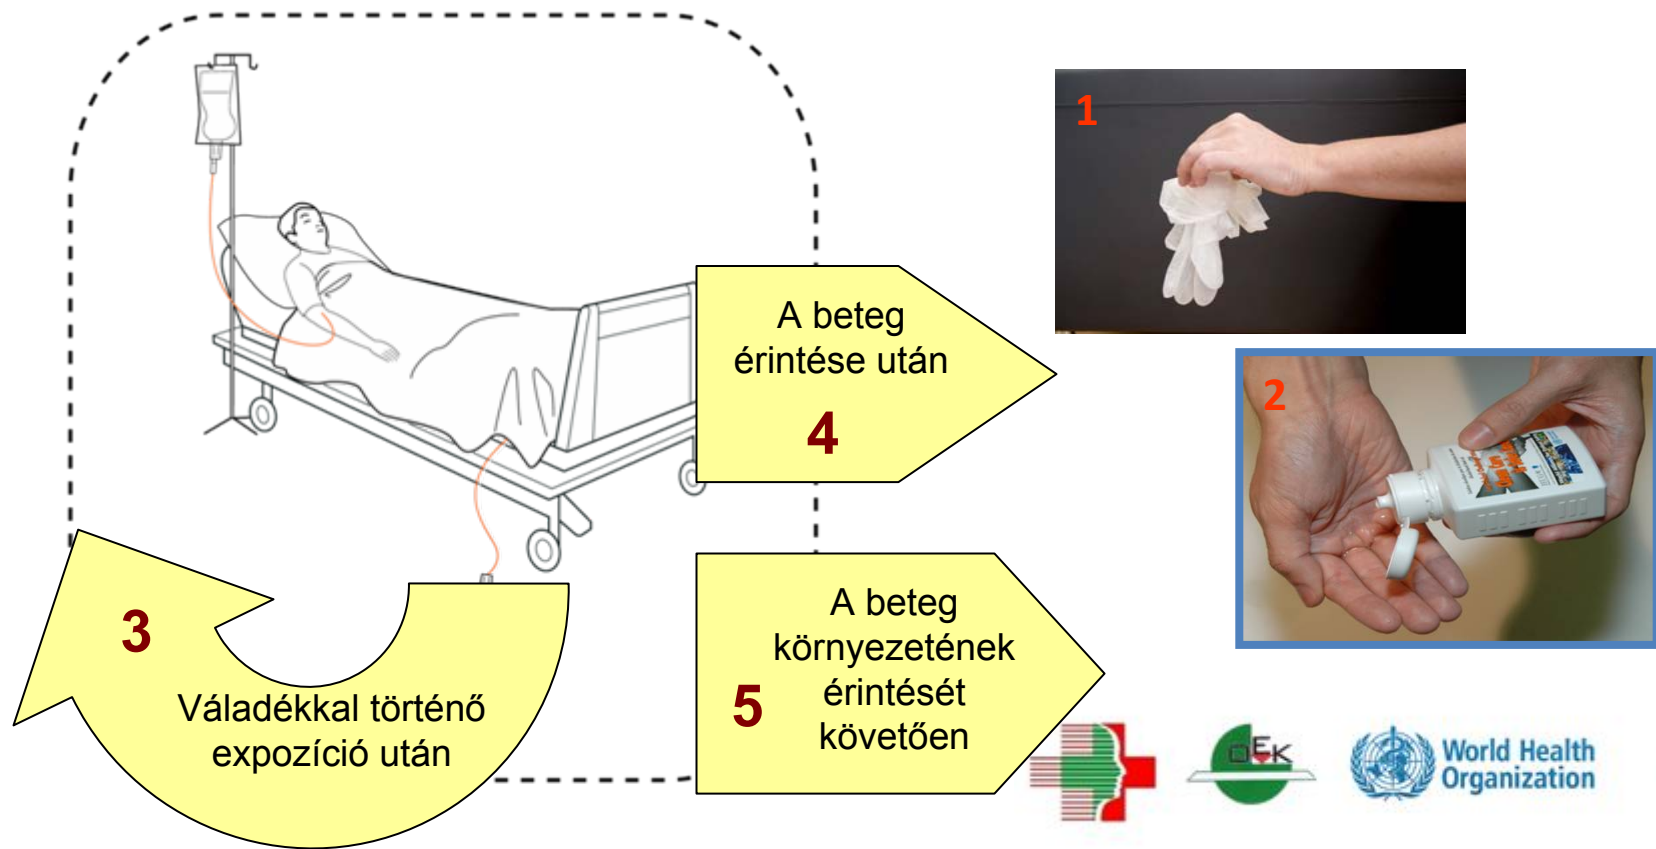 1
A beteg
érintése után
4
2
3
Váladékkal történő
expozíció után
A beteg
környezetének
5
érintését
követően
OEK
World Health
Organization